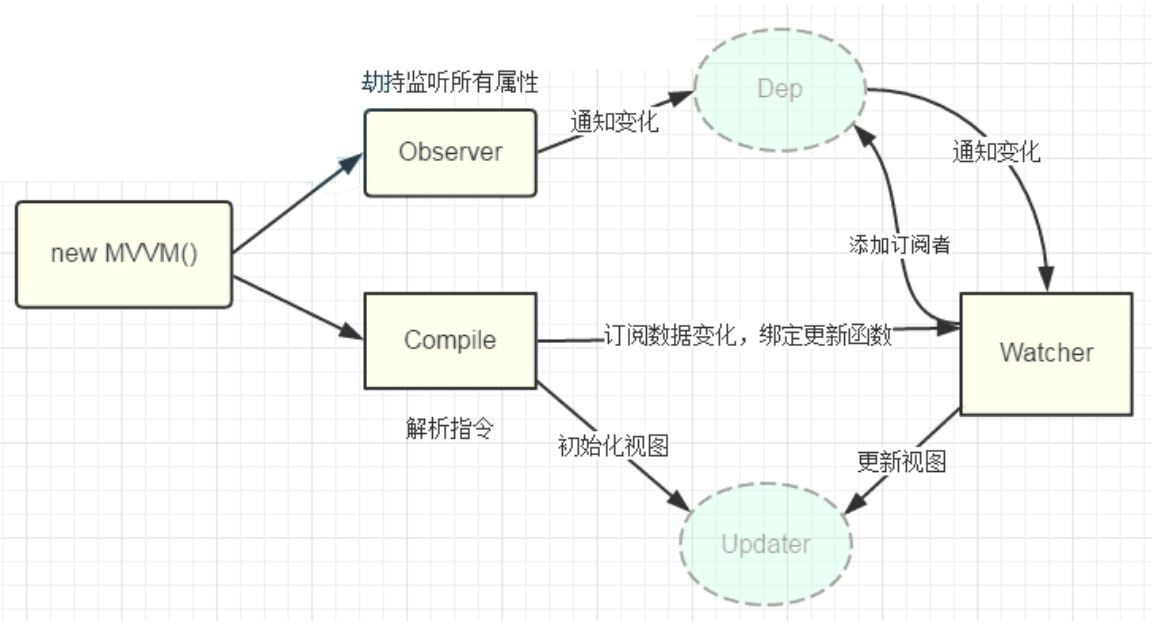 劫持监听所有属性
Dep
通知变化
Observer
通知变化
new MVVM()
添加订阅者
Compile
订阅数据变化，绑定更新函数
Watcher
解析指令
初始化视图
更新视图
Updater